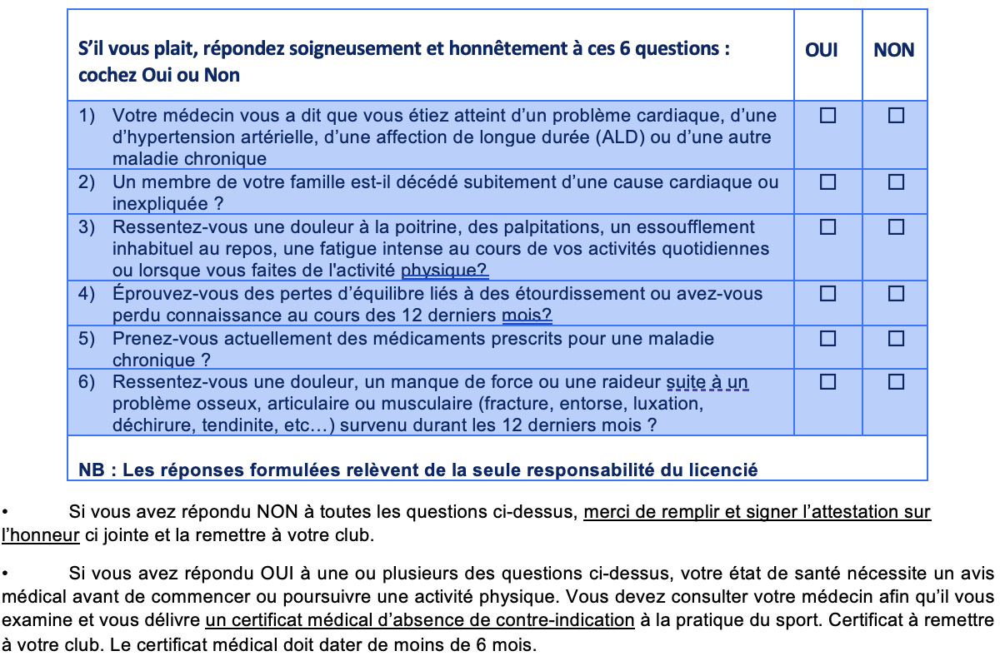 S’il vous plait, répondez soigneusement et honnêtement à ces 6 questions :
cochez Oui ou Non
OUI
NON
1) Votre médecin vous a dit que vous étiez atteint d’un problème cardiaque, d’une
d’hypertension artérielle, d’une affection de longue durée (ALD) ou d’une autre
maladie chronique
☐ ☐
2) Un membre de votre famille est-il décédé subitement d’une cause cardiaque ou
inexpliquée ?
☐ ☐
3) Ressentez-vous une douleur à la poitrine, des palpitations, un essoufflement
inhabituel au repos, une fatigue intense au cours de vos activités quotidiennes
ou lorsque vous faites de l'activité physique?
☐ ☐
4) Éprouvez-vous des pertes d’équilibre liés à des étourdissement ou avez-vous
perdu connaissance au cours des 12 derniers mois?
☐ ☐
5) Prenez-vous actuellement des médicaments prescrits pour une maladie
chronique ?
☐ ☐
6) Ressentez-vous une douleur, un manque de force ou une raideur suite à un
problème osseux, articulaire ou musculaire (fracture, entorse, luxation,
déchirure, tendinite, etc…) survenu durant les 12 derniers mois ?
☐ ☐
NB : Les réponses formulées relèvent de la seule responsabilité du licencié
• Si vous avez répondu NON à toutes les questions ci-dessus, merci de remplir et signer l’attestation sur
l’honneur ci jointe et la remettre à votre club.
• Si vous avez répondu OUI à une ou plusieurs des questions ci-dessus, votre état de santé nécessite un avis
médical avant de commencer ou poursuivre une activité physique. Vous devez consulter votre médecin afin qu’il vous
examine et vous délivre un certificat médical d’absence de contre-indication à la pratique du sport. Certificat à remettre
à votre club. Le certificat médical doit dater de moins de 6 mois.